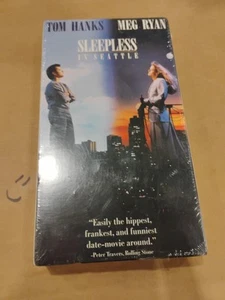 TOM HANKS MEG RYAN
SLEEPLESS
IN SEATTLE
"Easily the hippest,
frankest, and funniest
date-movie around."
-Peter Travers, Rolling Stone